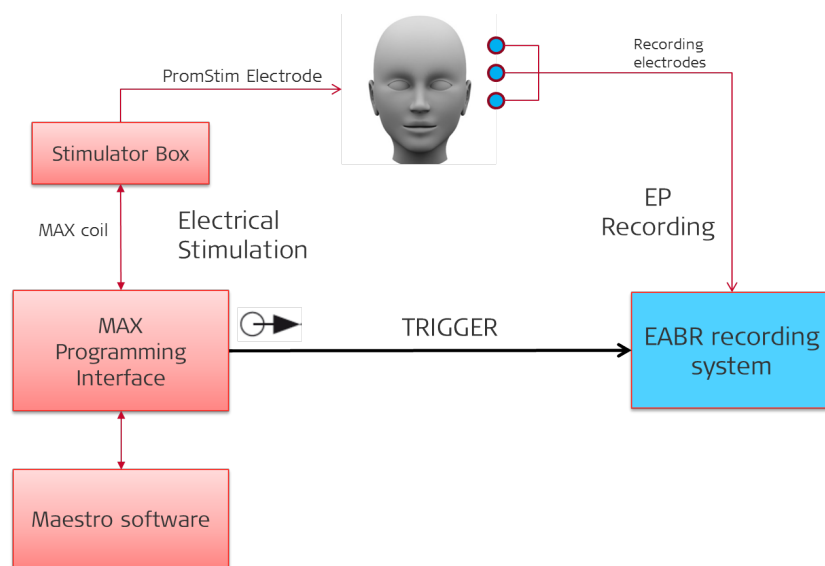 Recording
electrodes
PromStim Electrode
Stimulator Box
MAX coil
Electrical
Stimulation
EP
Recording
MAX
Programming
Interface
TRIGGER
EABR recording
system
Maestro software